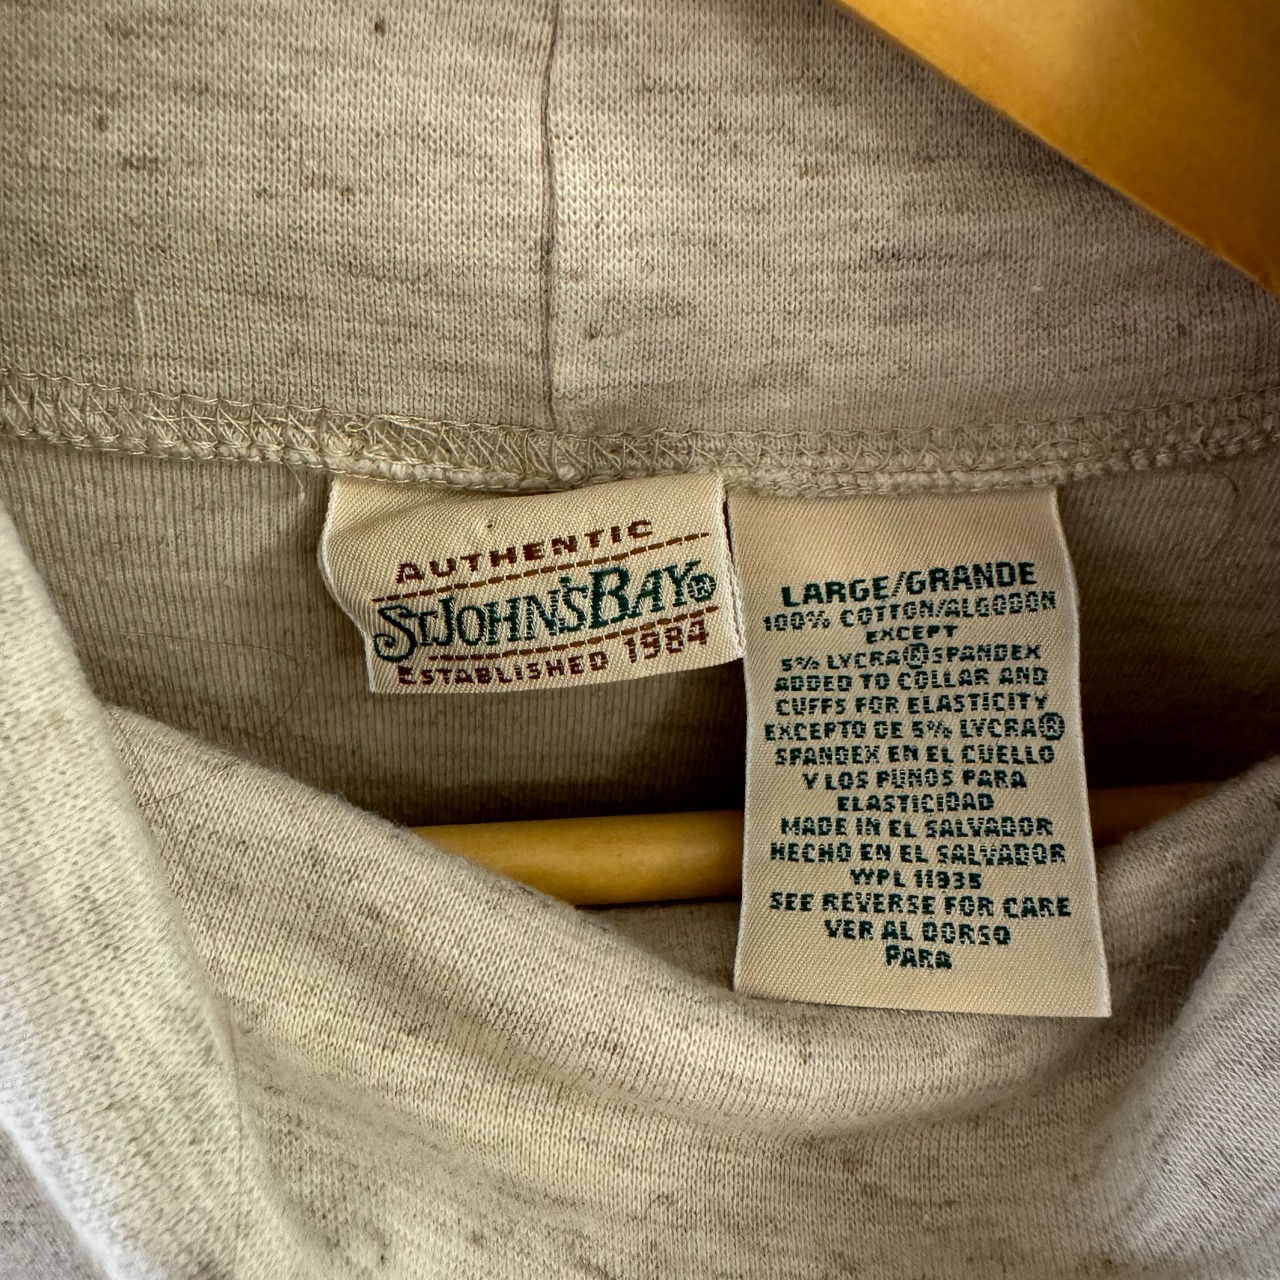 AUTHENTIC
ST JOHN'S BAY®
ESTABLISHED 1984
LARGE/GRANDE
100% COTTON/ALGODON
EXCEPT
5% LYCRA® SPANDEX
ADDED TO COLLAR AND
CUFFS FOR ELASTICITY
EXCEPTO DE 5% LYCRA®
SPANDEX EN EL CUELLO
Y LOS PUNOS PARA
ELASTICIDAD
MADE IN EL SALVADOR
HECHO EN EL SALVADOR
WPL 11935
SEE REVERSE FOR CARE
VER AL DORSO
PARA